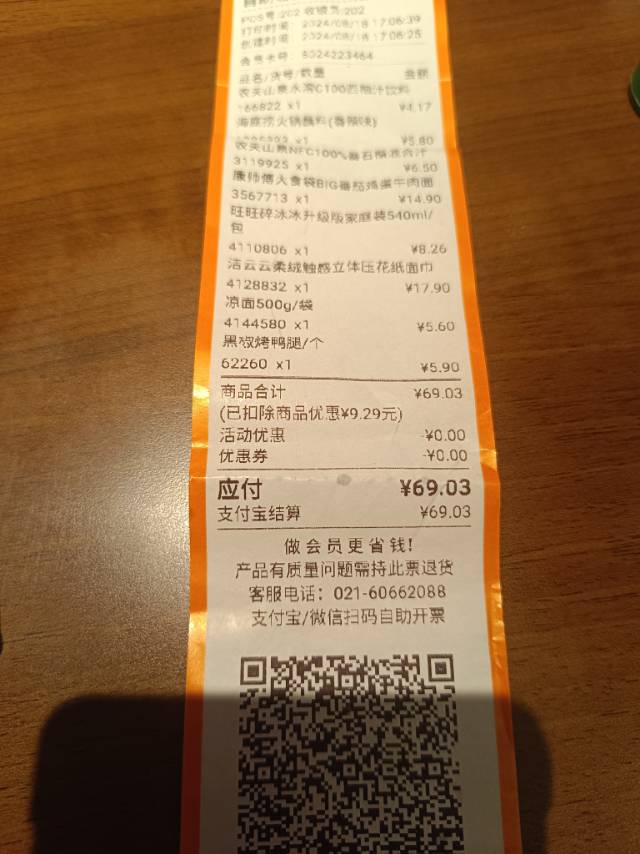 POS号:202 收银员:202
打印时间: 2024/08/18 17:06:39
创建时间: 2024/08/18 17:06:25
会员卡号: 8324223464
品名/货号/数量 金额
农夫山泉水溶C100西柚汁饮料
166822 x1 ¥4.17
海底捞火锅蘸料(香辣味)
x1 ¥5.80
农夫山泉NFC100%番石榴混合汁
3119925 x1 ¥6.50
康师傅大食袋BIG番茄鸡蛋牛肉面
3567713 x1 ¥14.90
旺旺碎冰冰升级版家庭装540ml/
包
4110806 x1 ¥8.26
洁云云柔绒触感立体压花纸面巾
4128832 x1 ¥17.90
凉面500g/袋
4144580 x1 ¥5.60
黑椒烤鸭腿/个
62260 x1 ¥5.90
商品合计 ¥69.03
(已扣除商品优惠¥9.29元)
活动优惠 -¥0.00
优惠券 -¥0.00
应付 ¥69.03
支付宝结算 ¥69.03
做会员更省钱!
产品有质量问题需持此票退货
客服电话: 021-60662088
支付宝/微信扫码自助开票